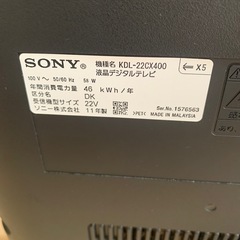 SONY®
機種名 KDL-22CX400
液晶デジタルテレビ
X5
100 V ~ 50/60 Hz 58 W
年間消費電力量 46 kWh/年
区分名 DK
受信機型サイズ 22V
ソニー株式会社 11年製
Ser.No. 1576563
MADE IN MALAYSIA